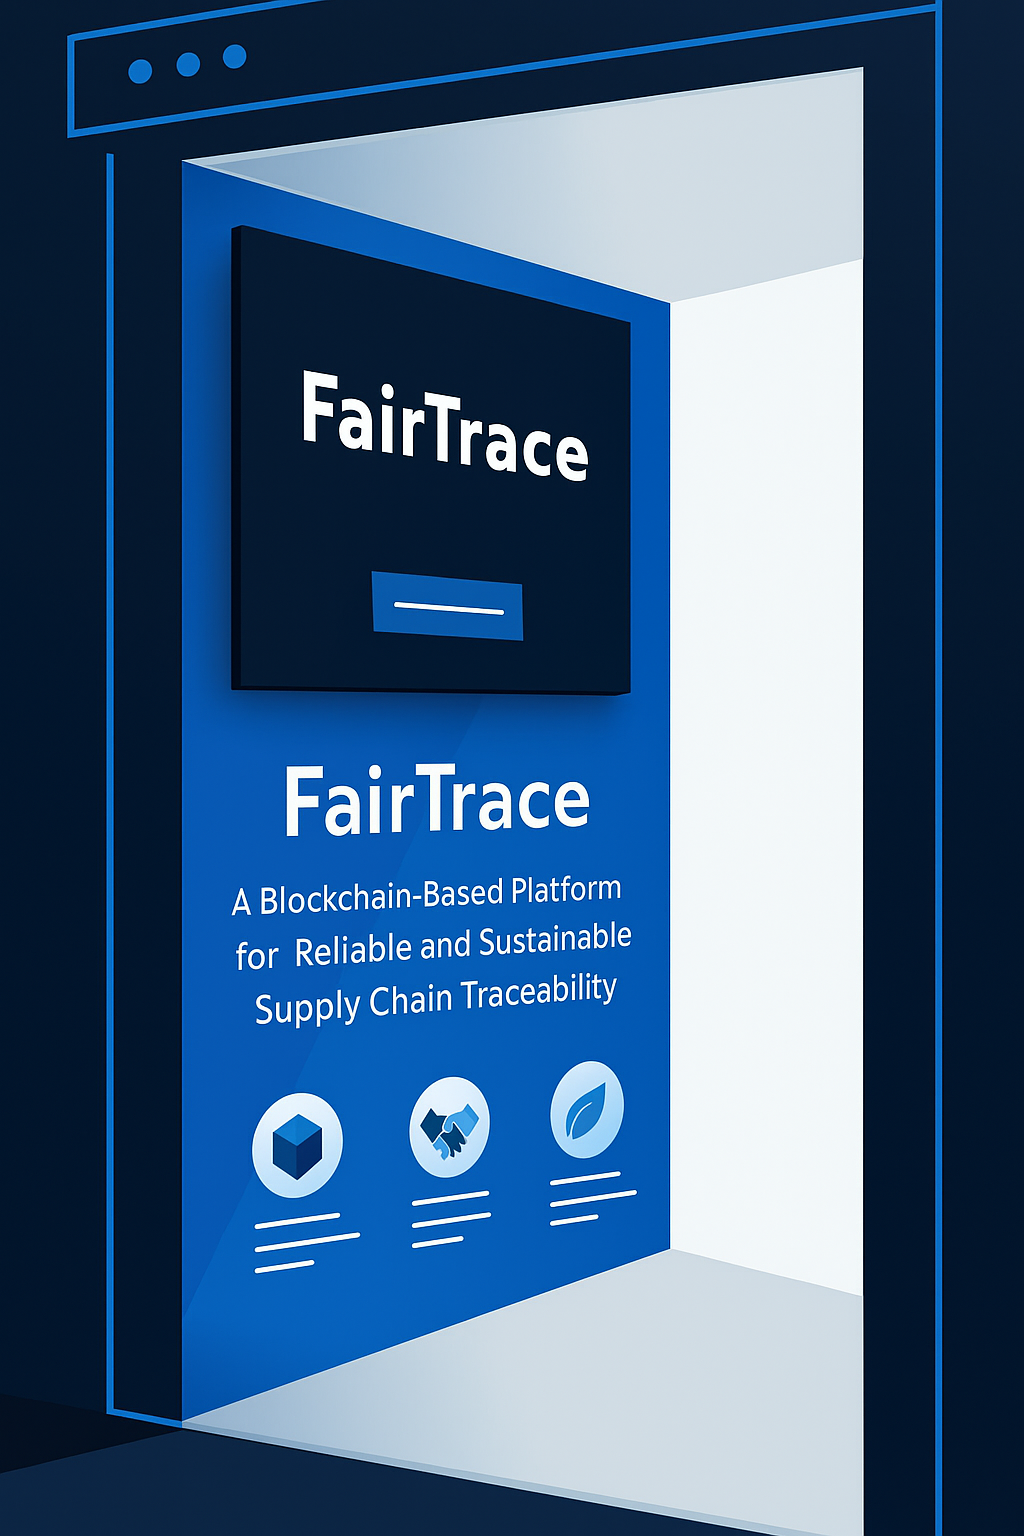 FairTrace
FairTrace
A Blockchain-Based Platform
for Reliable and Sustainable
Supply Chain Traceability